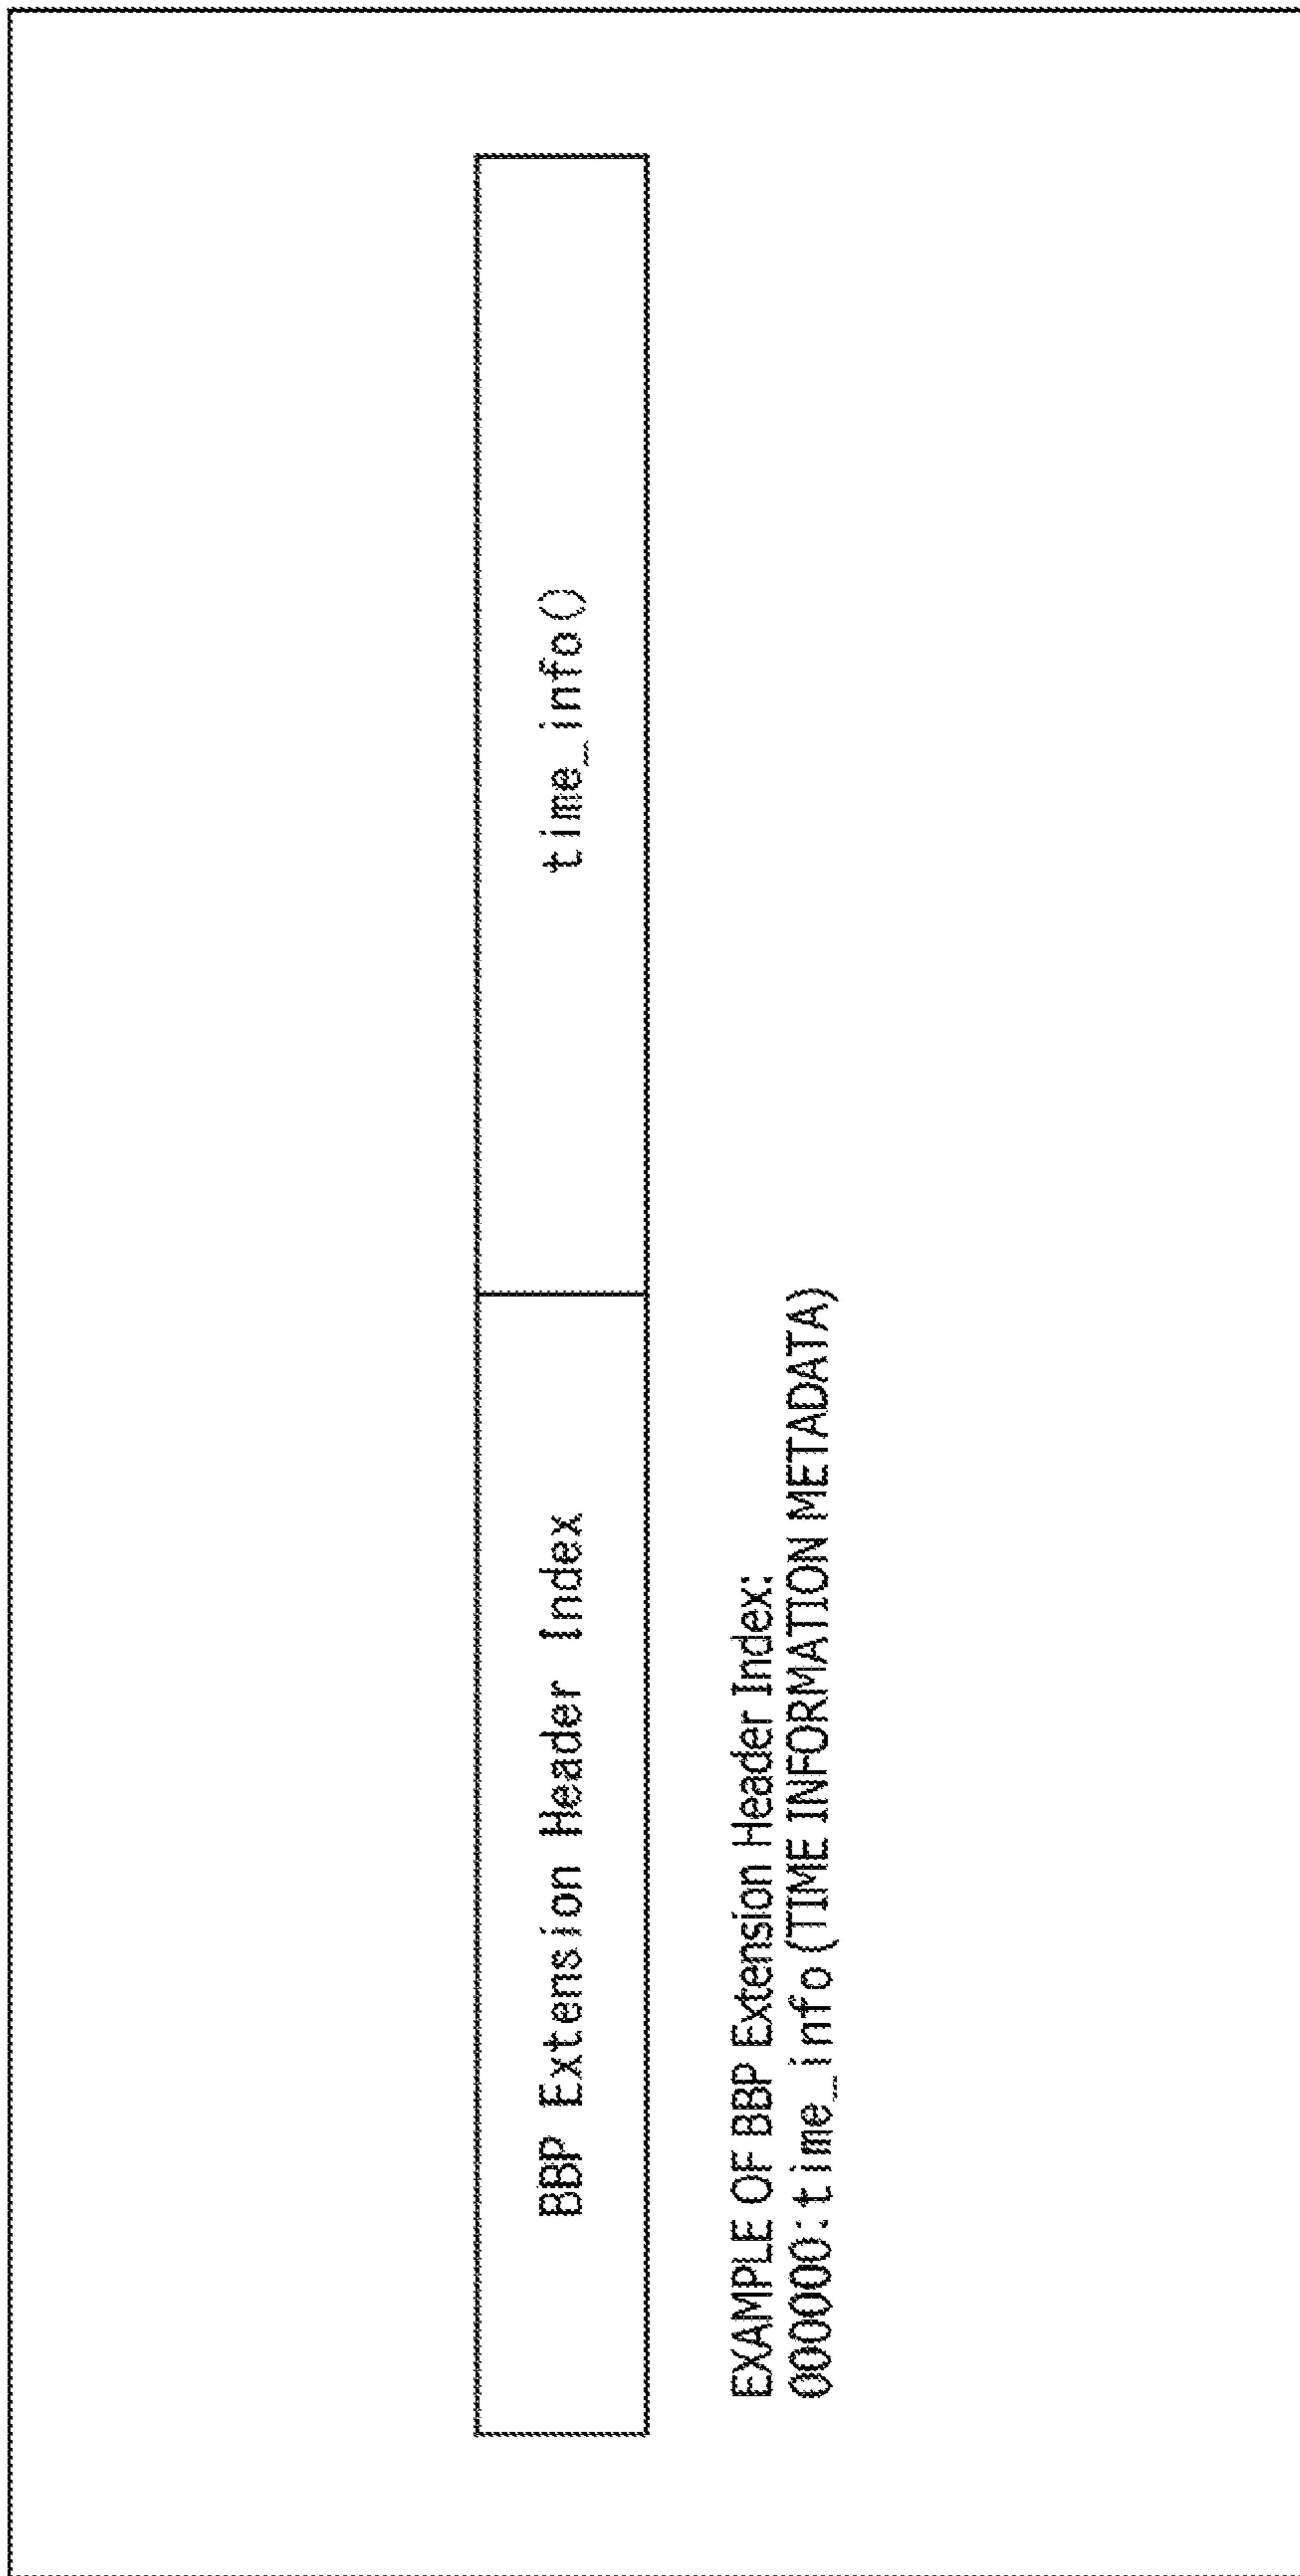 BBP Extension Header Index
time_info()
EXAMPLE OF BBP Extension Header Index:
000000:time_info(TIME INFORMATION METADATA)